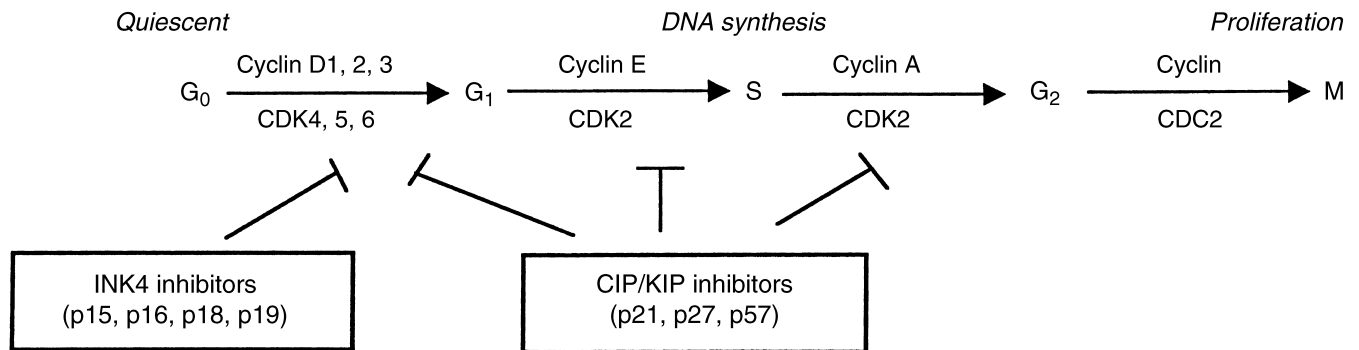 Quiescent DNA synthesis Proliferation
Cyclin D1, 2, 3 Cyclin E Cyclin A Cyclin
G₀ G₁ S G₂ M
CDK4, 5, 6 CDK2 CDK2 CDC2
INK4 inhibitors CIP/KIP inhibitors
(p15, p16, p18, p19) (p21, p27, p57)